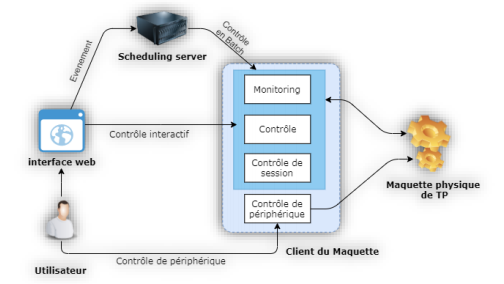 Contrôle
en Batch
Evenement
Scheduling server
Monitoring
Contrôle interactif
Contrôle
interface web
Contrôle de
session
Maquette physique
de TP
Contrôle de
périphérique
Client du Maquette
Contrôle de périphérique
Utilisateur